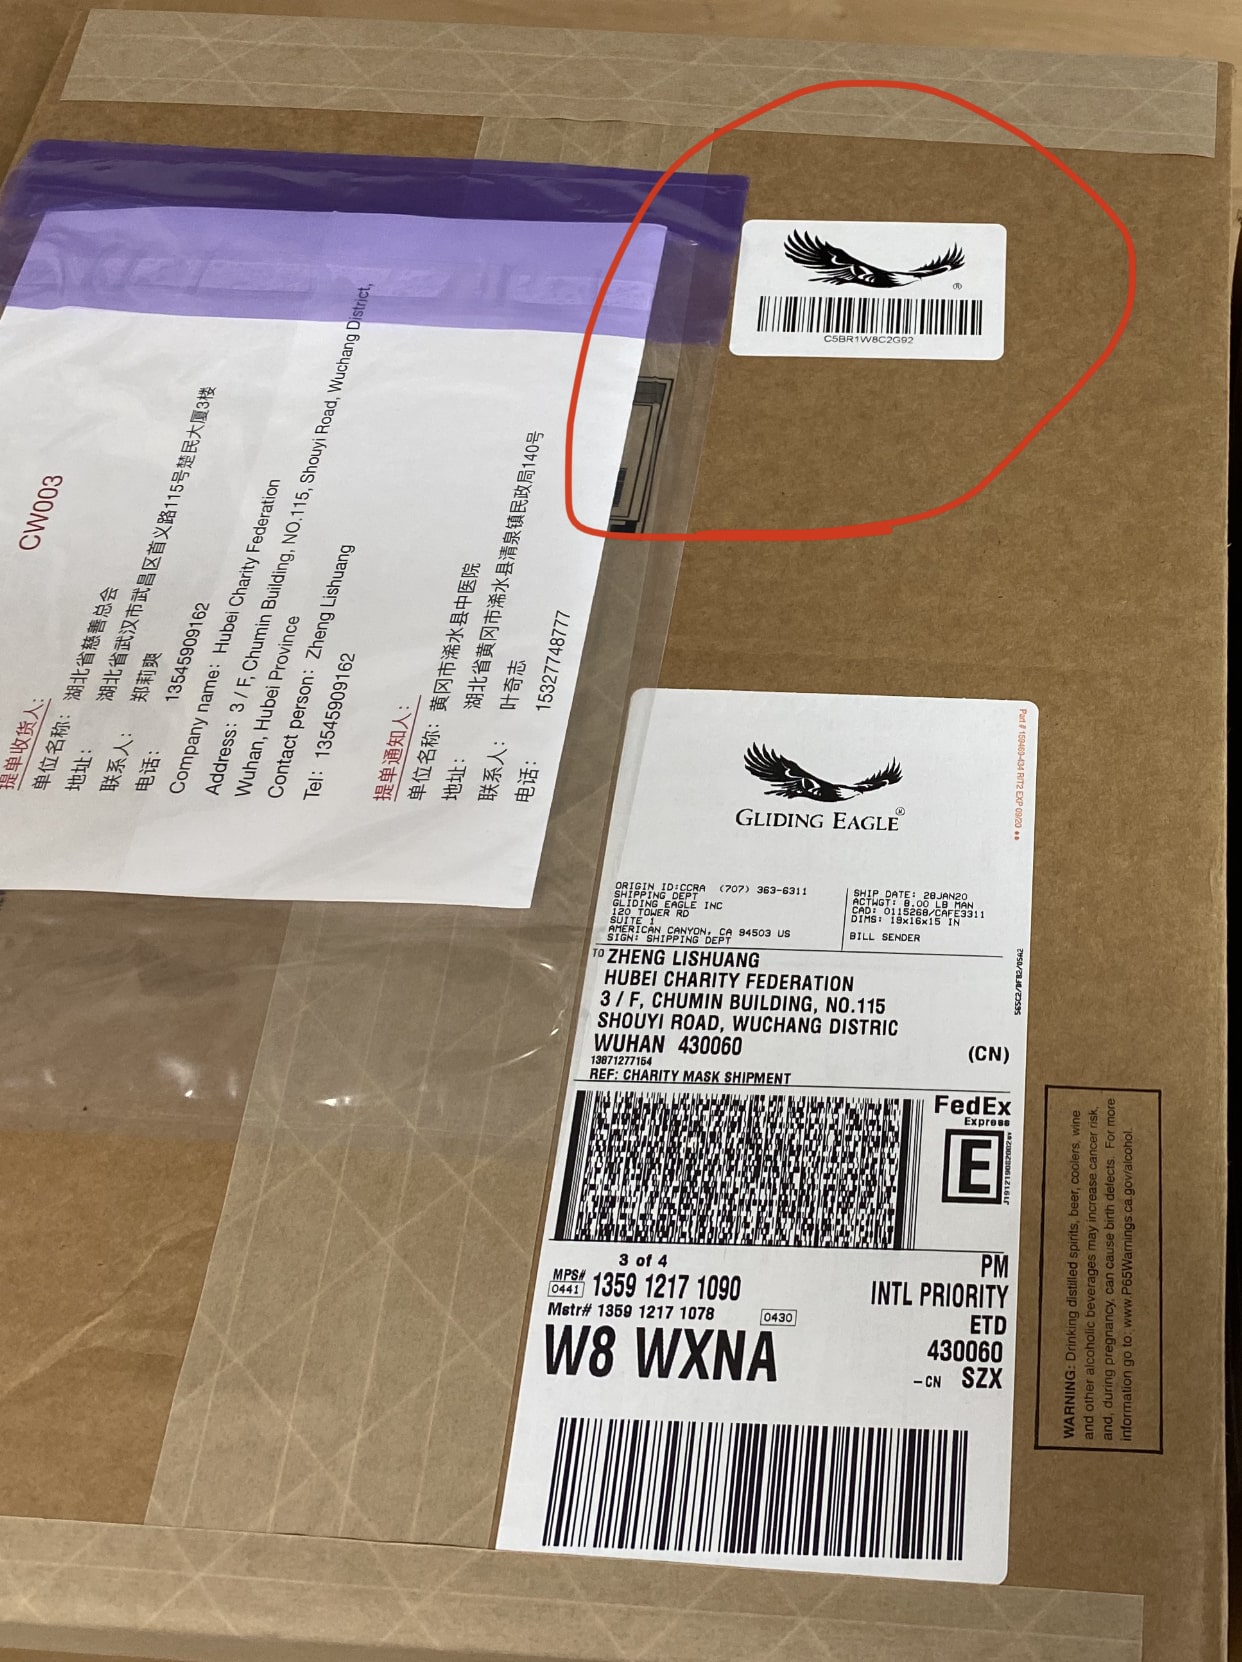 CW003
提单收货人：
单位名称： 湖北省慈善总会
地址： 湖北省武汉市武昌区首义路115号楚民大厦3楼
联系人： 郑莉爽
电话： 13545909162
Company name: Hubei Charity Federation
Address: 3 / F, Chumin Building, NO.115, Shouyi Road, Wuchang District,
Wuhan, Hubei Province
Contact person: Zheng Lishuang
Tel: 13545909162
提单通知人：
单位名称： 黄冈市浠水县中医院
地址： 湖北省黄冈市浠水县清泉镇民政局140号
联系人： 叶奇志
电话： 15327748777
®
C5BR1W8C2G92
GLIDING EAGLE®
Part # 159469-434 RIT2 EXP 09/20
ORIGIN ID:CCRA (707) 363-6311
SHIPPING DEPT
GLIDING EAGLE INC
120 TOWER RD
SUITE 1
AMERICAN CANYON, CA 94503 US
SIGN: SHIPPING DEPT
SHIP DATE: 28JAN20
ACTWGT: 8.00 LB MAN
CAD: 0115268/CAFE3311
DIMS: 19x16x15 IN
BILL SENDER
TO ZHENG LISHUANG
HUBEI CHARITY FEDERATION
3 / F, CHUMIN BUILDING, NO.115
SHOUYI ROAD, WUCHANG DISTRIC
WUHAN 430060
(CN)
13871277154
REF: CHARITY MASK SHIPMENT
FedEx
Express
E
3 of 4
MPS# 1359 1217 1090
0441
Mstr# 1359 1217 1078
0430
W8 WXNA
PM
INTL PRIORITY
ETD
430060
-CN SZX
WARNING: Drinking distilled spirits, beer, coolers, wine
and other alcoholic beverages may increase cancer risk,
and, during pregnancy, can cause birth defects. For more
information go to: www.P65Warnings.ca.gov/alcohol.